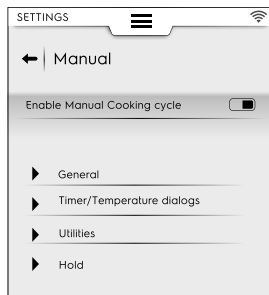 SETTINGS
Manual
Enable Manual Cooking cycle
General
Timer/Temperature dialogs
Utilities
Hold